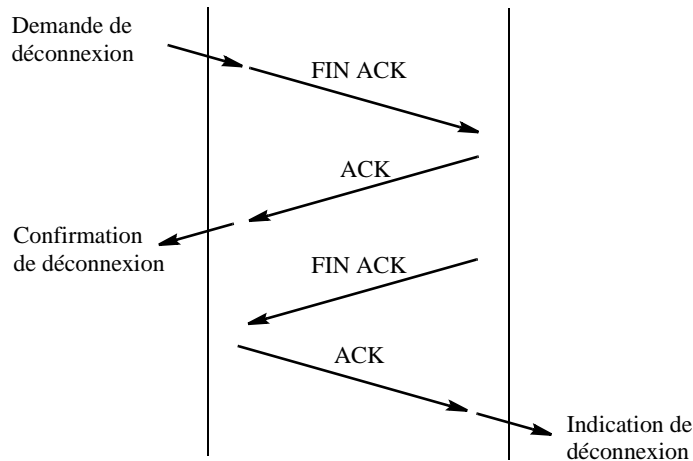 Demande de
déconnexion
FIN ACK
ACK
Confirmation
de déconnexion
FIN ACK
ACK
Indication de
déconnexion